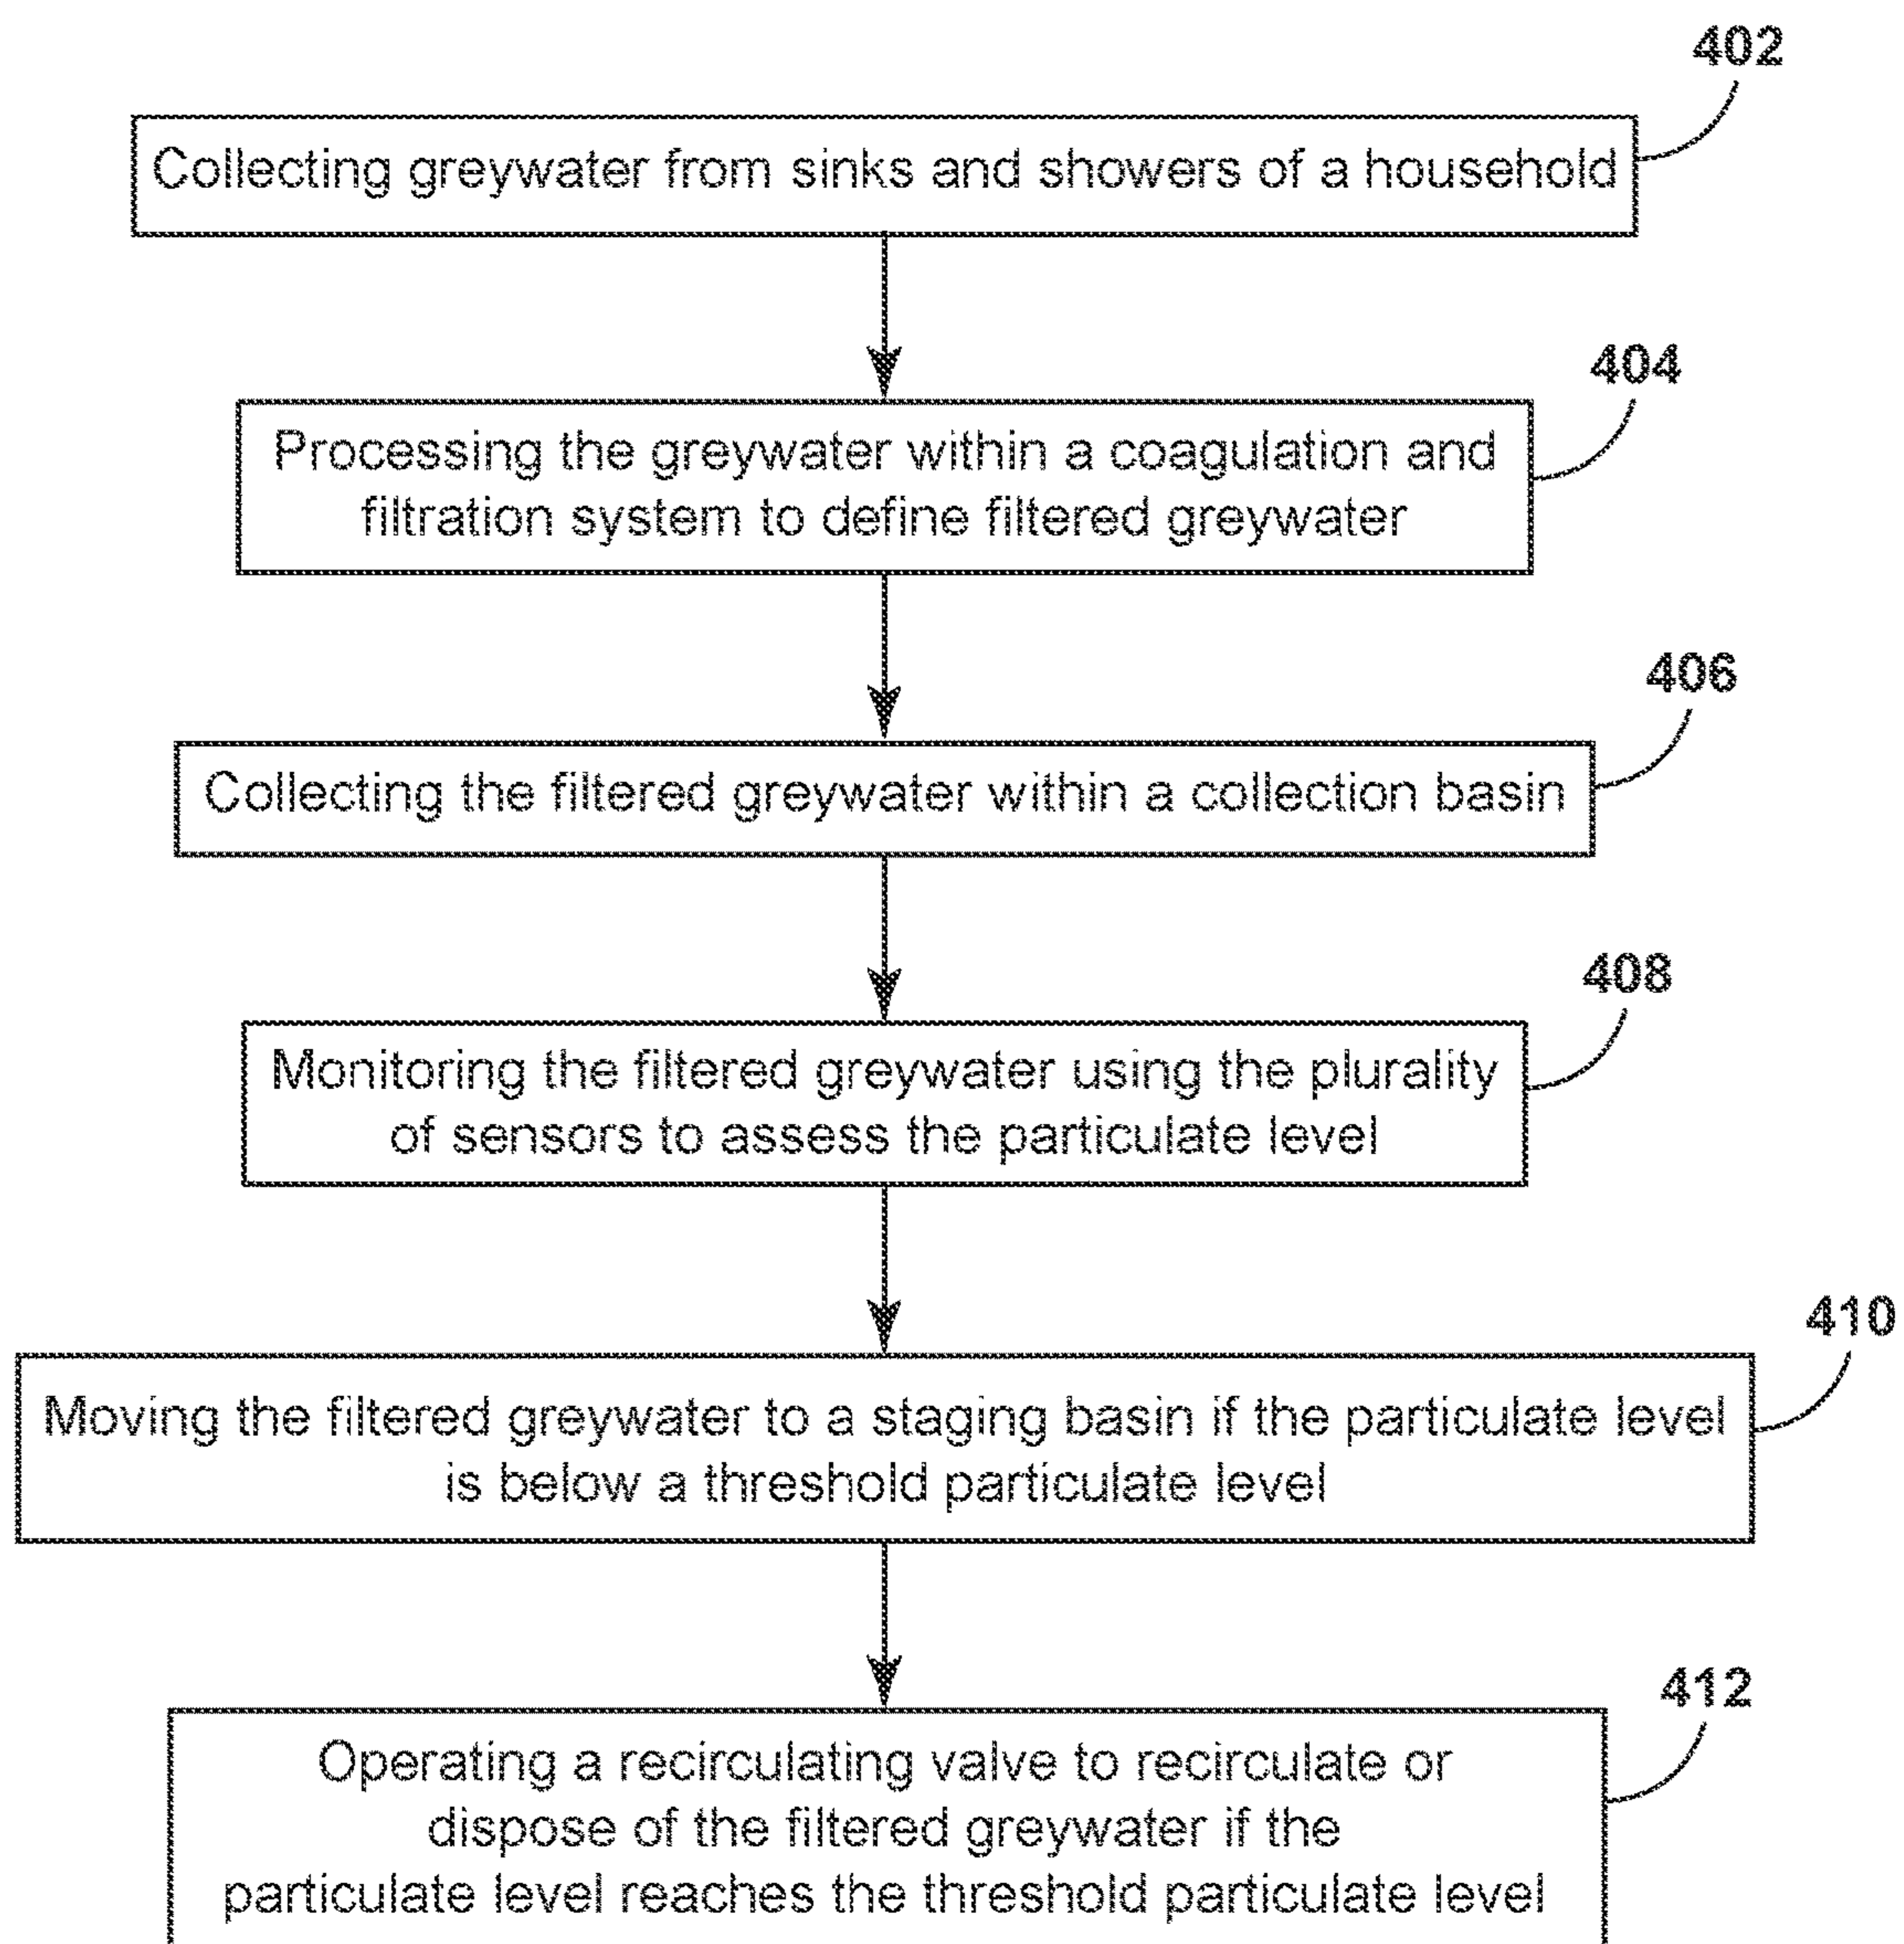 402
Collecting greywater from sinks and showers of a household
404
Processing the greywater within a coagulation and
filtration system to define filtered greywater
406
Collecting the filtered greywater within a collection basin
408
Monitoring the filtered greywater using the plurality
of sensors to assess the particulate level
410
Moving the filtered greywater to a staging basin if the particulate level
is below a threshold particulate level
412
Operating a recirculating valve to recirculate or
dispose of the filtered greywater if the
particulate level reaches the threshold particulate level